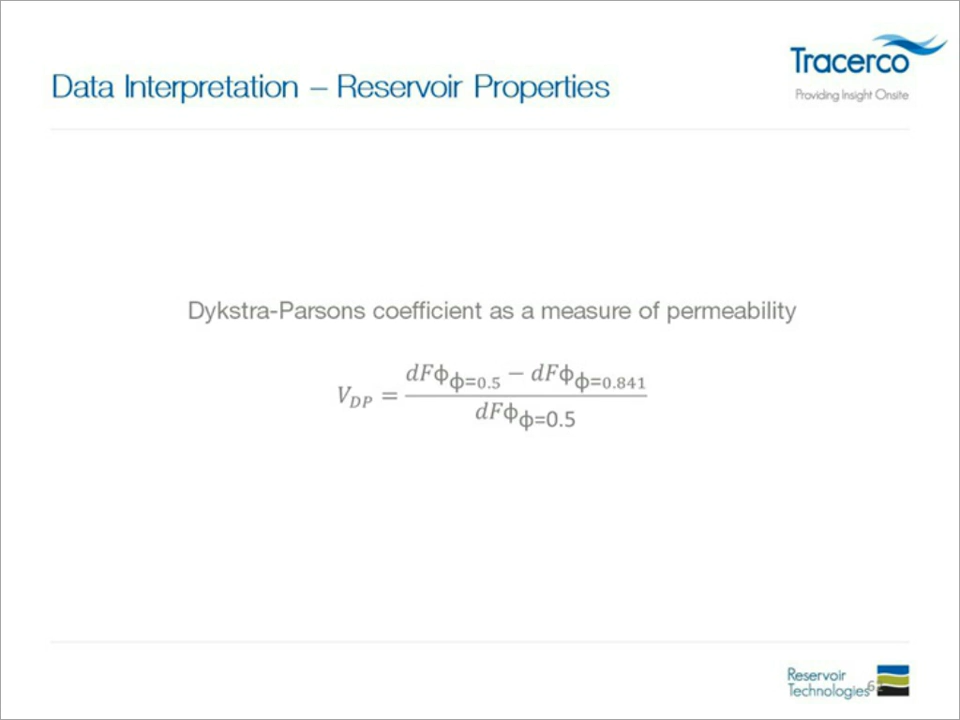 Tracerco
Providing Insight Onsite
Data Interpretation – Reservoir Properties
Dykstra-Parsons coefficient as a measure of permeability
V_DP = (dFϕ_ϕ=0.5 − dFϕ_ϕ=0.841) / dFϕ_ϕ=0.5
Reservoir
Technologies